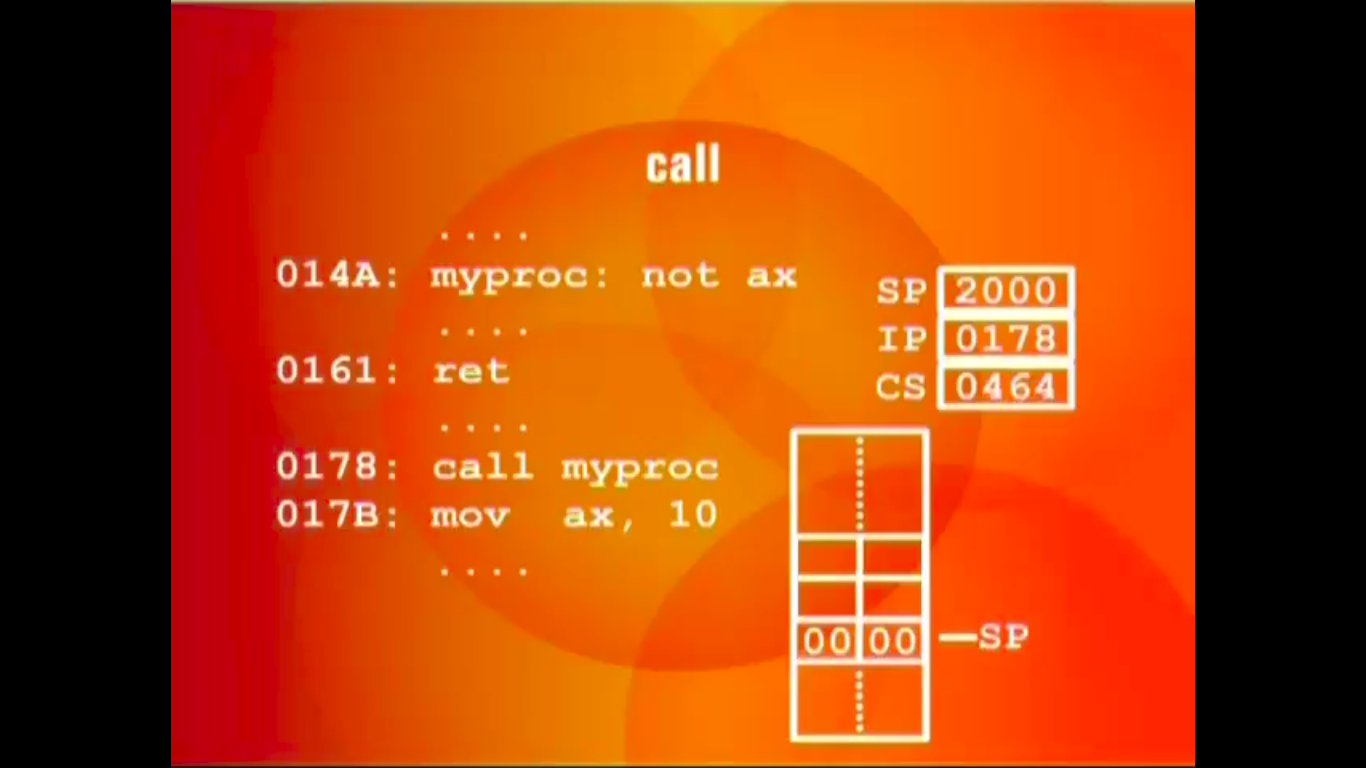 call
....
014A: myproc: not ax
....
0161: ret
....
0178: call myproc
017B: mov ax, 10
....
SP 2000
IP 0178
CS 0464
00 00 SP